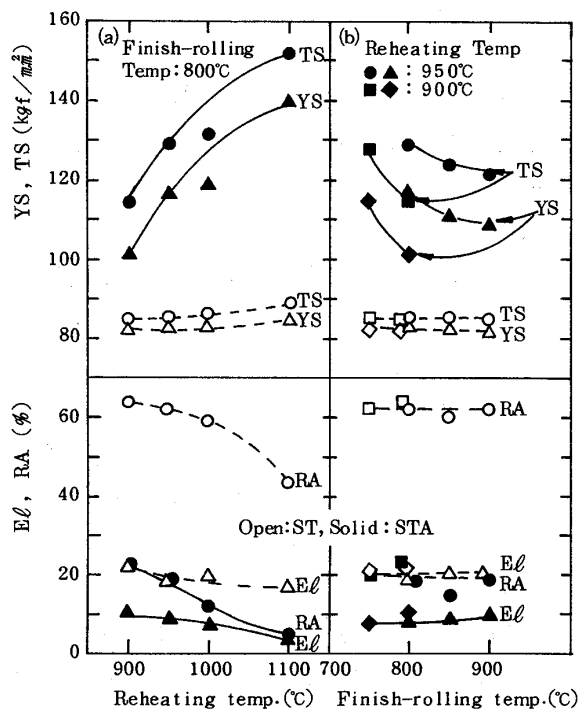 (a) Finish-rolling
Temp:800℃
TS
YS
TS
YS
(b) Reheating Temp
● ▲ : 950℃
■ ◆ : 900℃
TS
YS
TS
YS
YS, TS (kgf/mm²)
160
140
120
100
80
RA
Eℓ
RA
Eℓ
RA
Eℓ
RA
Eℓ
Open:ST, Solid:STA
Eℓ, RA (%)
60
40
20
0
900 1000 1100
Reheating temp.(℃)
700 800 900
Finish-rolling temp.(℃)